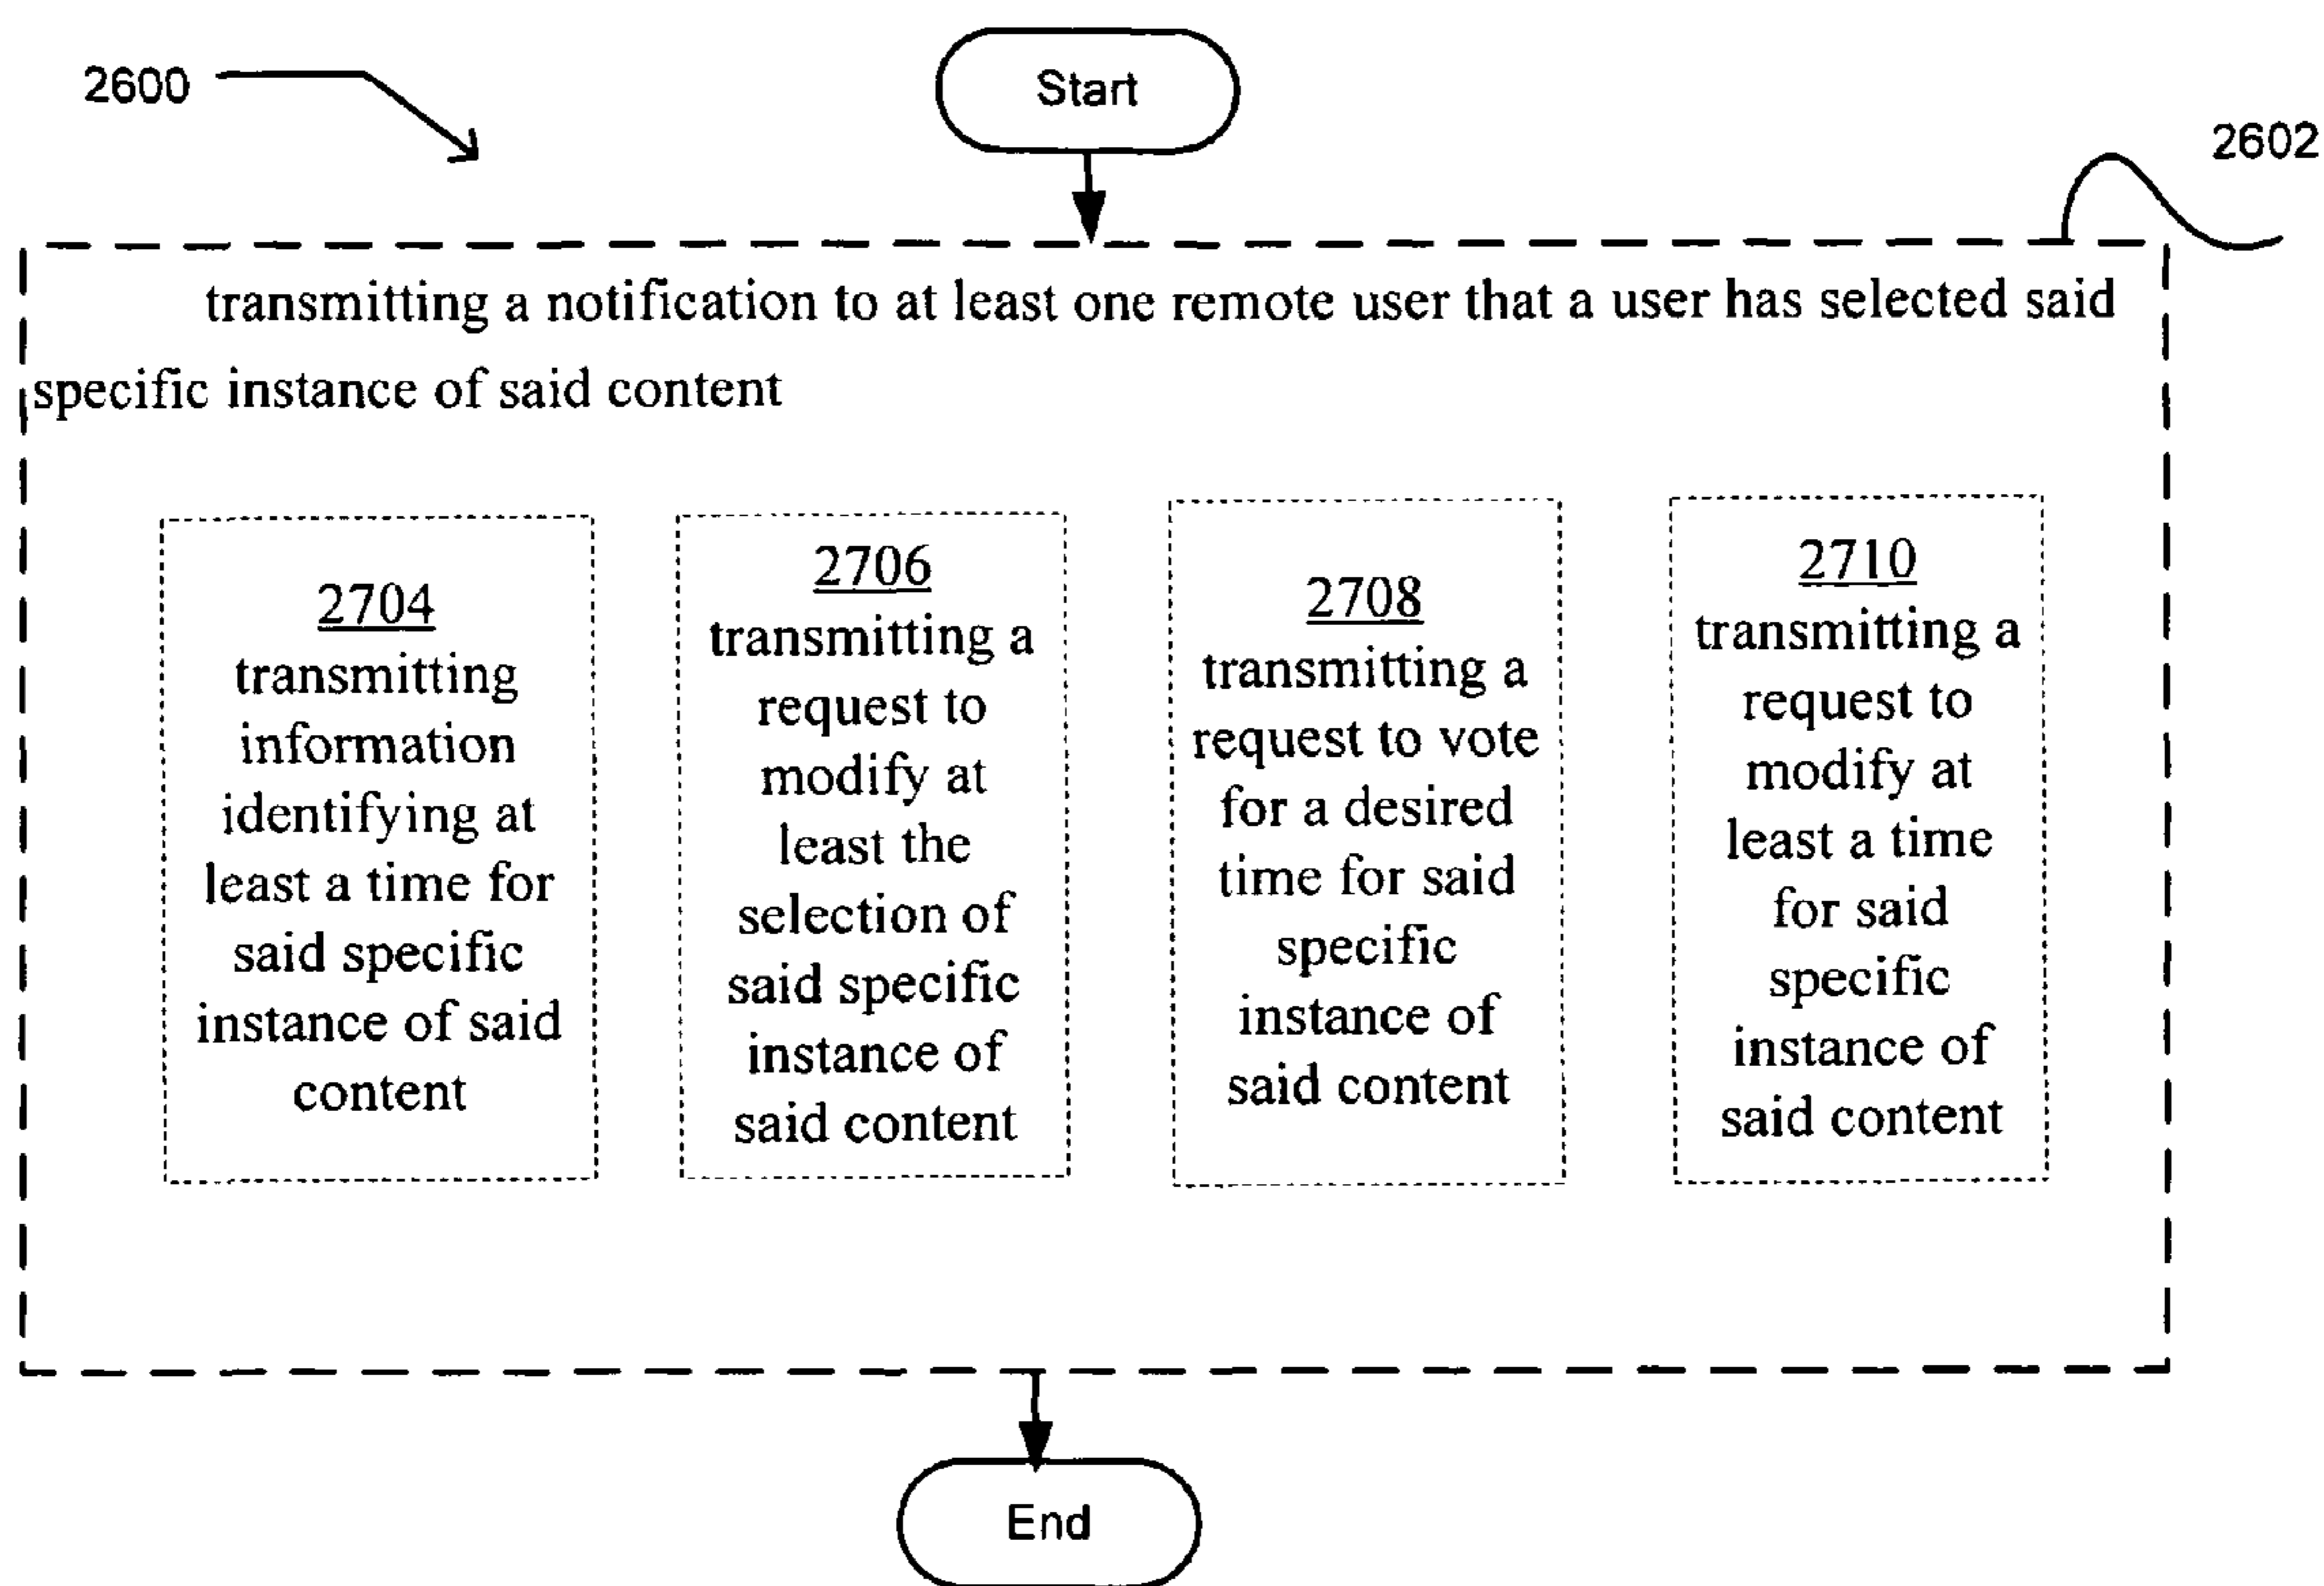 2600
Start
2602
transmitting a notification to at least one remote user that a user has selected said
specific instance of said content
2704
transmitting
information
identifying at
least a time for
said specific
instance of said
content
2706
transmitting a
request to
modify at
least the
selection of
said specific
instance of
said content
2708
transmitting a
request to vote
for a desired
time for said
specific
instance of
said content
2710
transmitting a
request to
modify at
least a time
for said
specific
instance of
said content
End